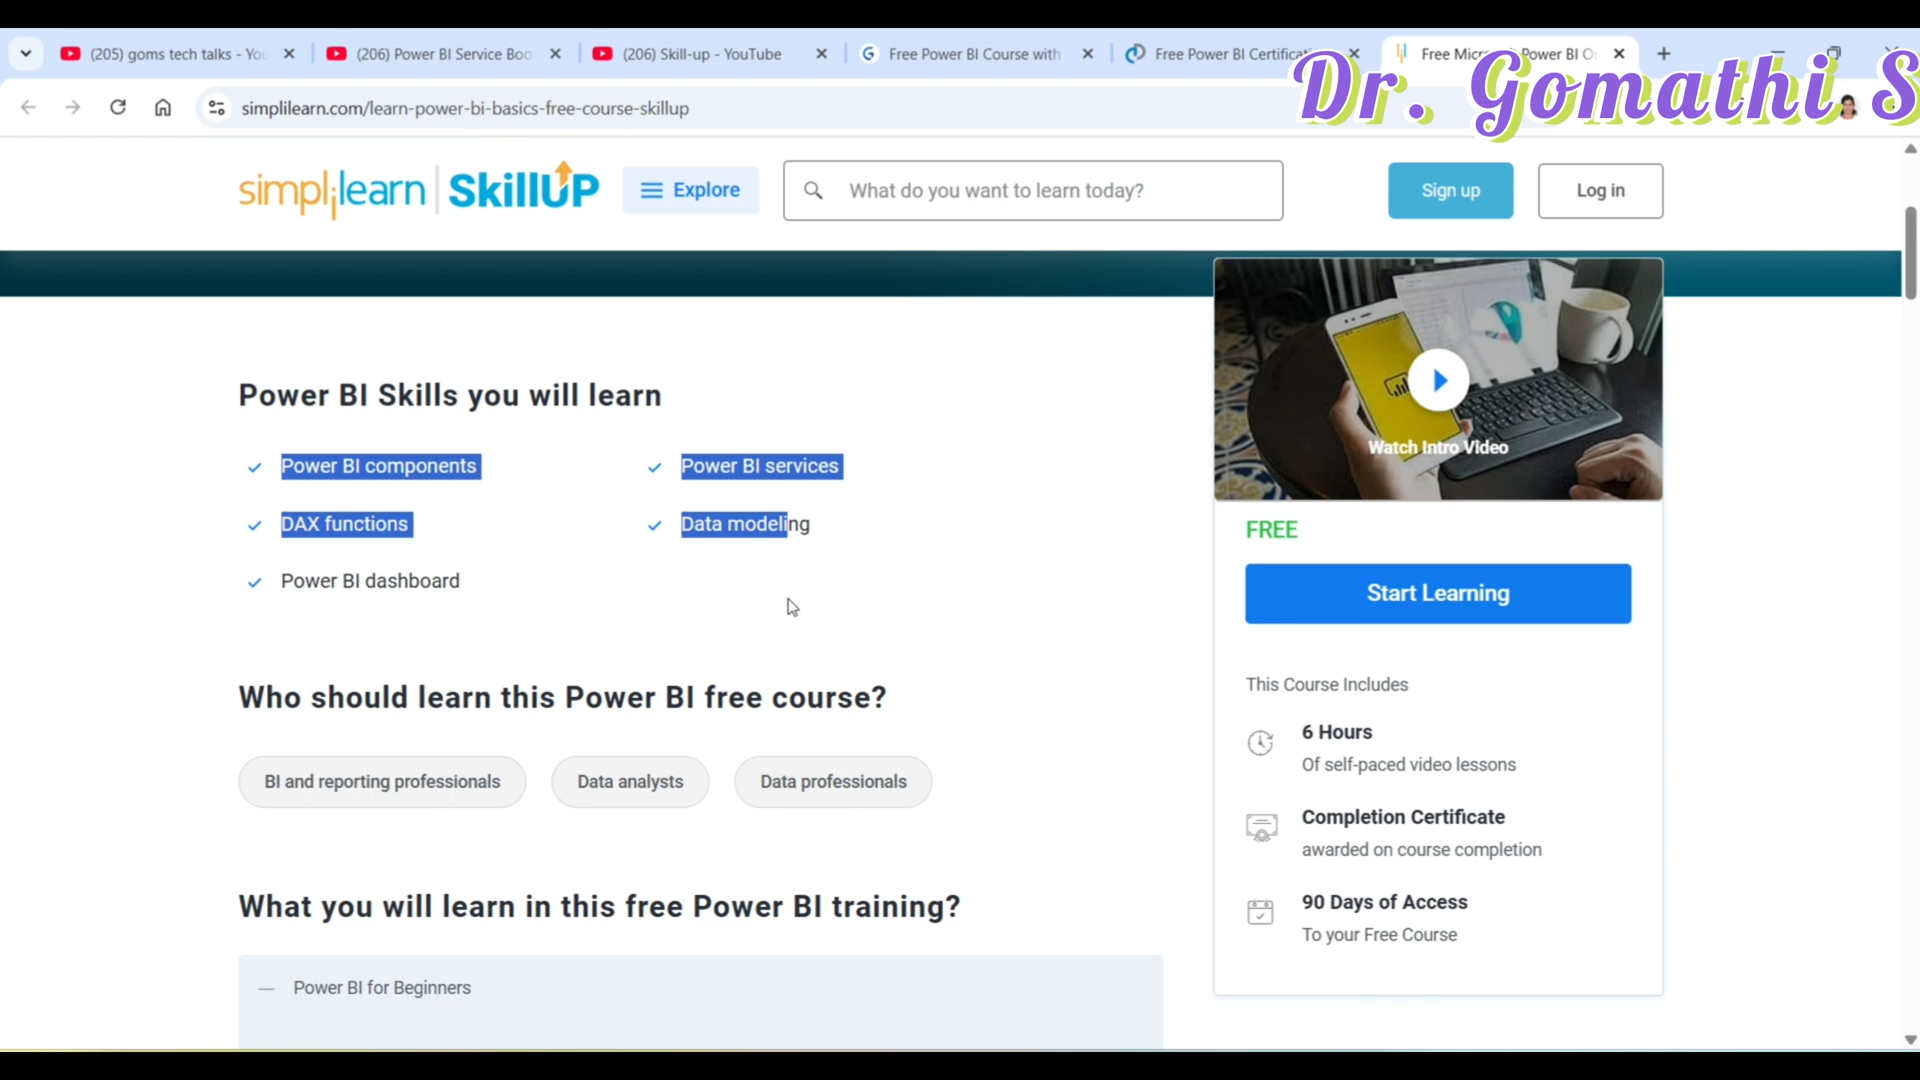 (205) goms tech talks - You
(206) Power BI Service Boo
(206) Skill-up - YouTube
Free Power BI Course with
Free Power BI Certificati
Free Micros Power BI O
Dr. Gomathi S
simplilearn.com/learn-power-bi-basics-free-course-skillup
simplilearn | SkillUP
Explore
What do you want to learn today?
Sign up
Log in
Power BI Skills you will learn
Power BI components
Power BI services
DAX functions
Data modeling
Power BI dashboard
Watch Intro Video
FREE
Start Learning
This Course Includes
6 Hours
Of self-paced video lessons
Completion Certificate
awarded on course completion
90 Days of Access
To your Free Course
Who should learn this Power BI free course?
BI and reporting professionals
Data analysts
Data professionals
What you will learn in this free Power BI training?
Power BI for Beginners